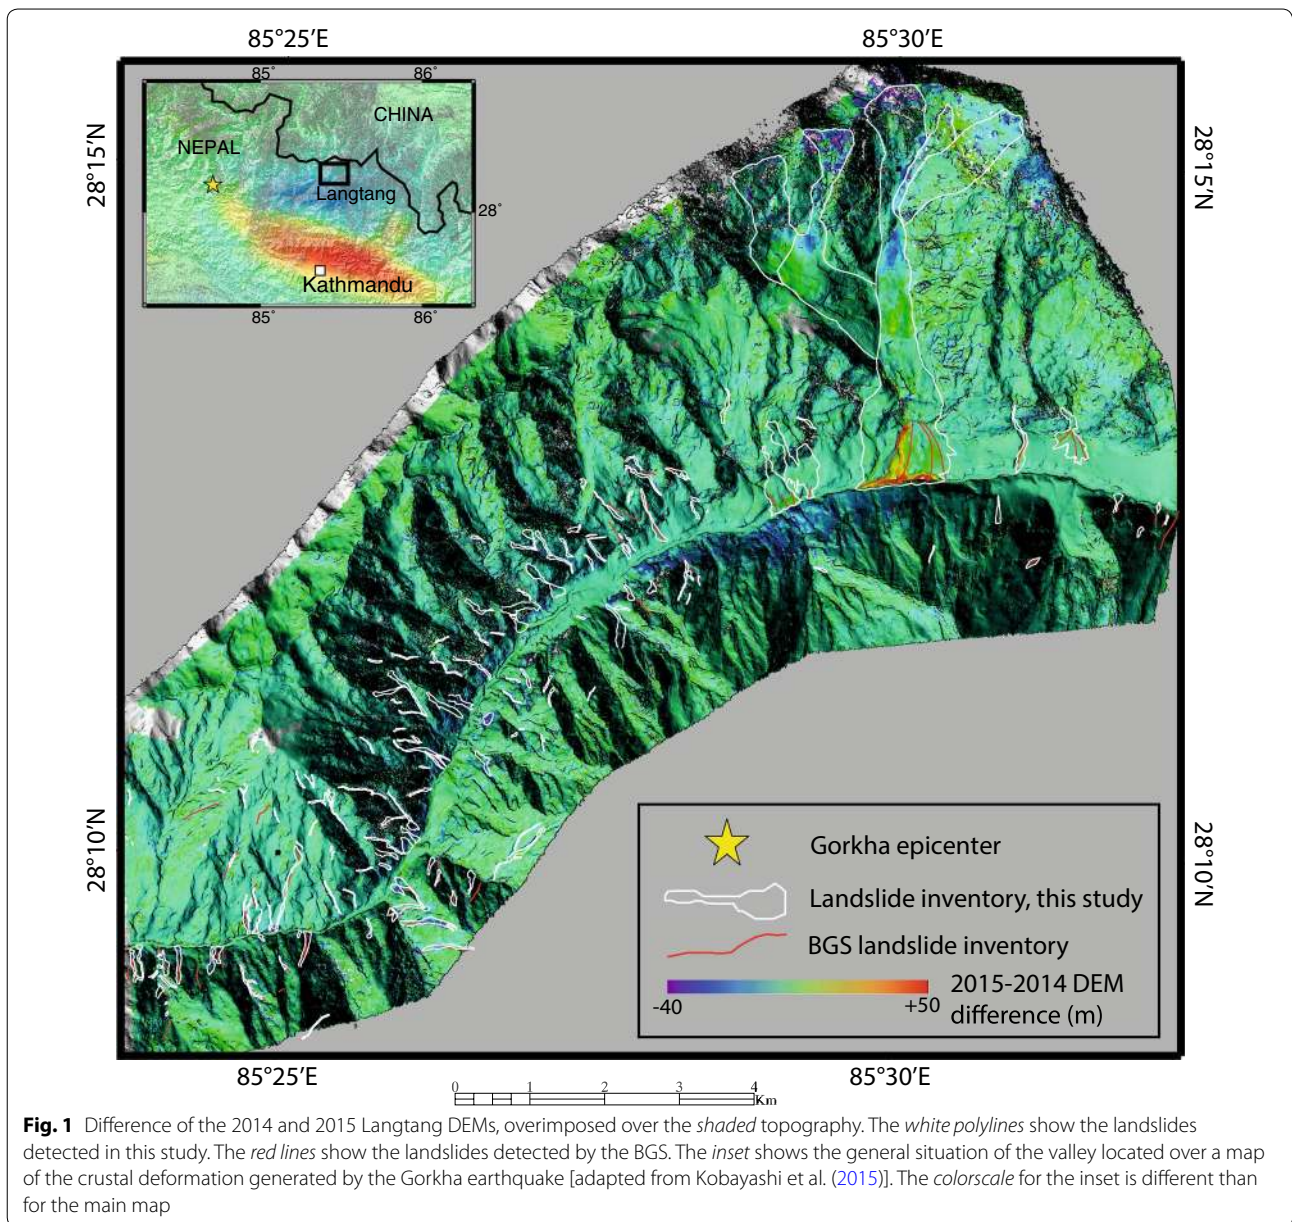 85°25'E
85°30'E
85°
86°
CHINA
NEPAL
Langtang
28°
Kathmandu
85°
86°
28°15'N
28°15'N
28°10'N
28°10'N
Gorkha epicenter
Landslide inventory, this study
BGS landslide inventory
-40
+50
2015-2014 DEM
difference (m)
85°25'E
85°30'E
0 1 2 3 4
Km
Fig. 1 Difference of the 2014 and 2015 Langtang DEMs, overimposed over the shaded topography. The white polylines show the landslides
detected in this study. The red lines show the landslides detected by the BGS. The inset shows the general situation of the valley located over a map
of the crustal deformation generated by the Gorkha earthquake [adapted from Kobayashi et al. (2015)]. The colorscale for the inset is different than
for the main map